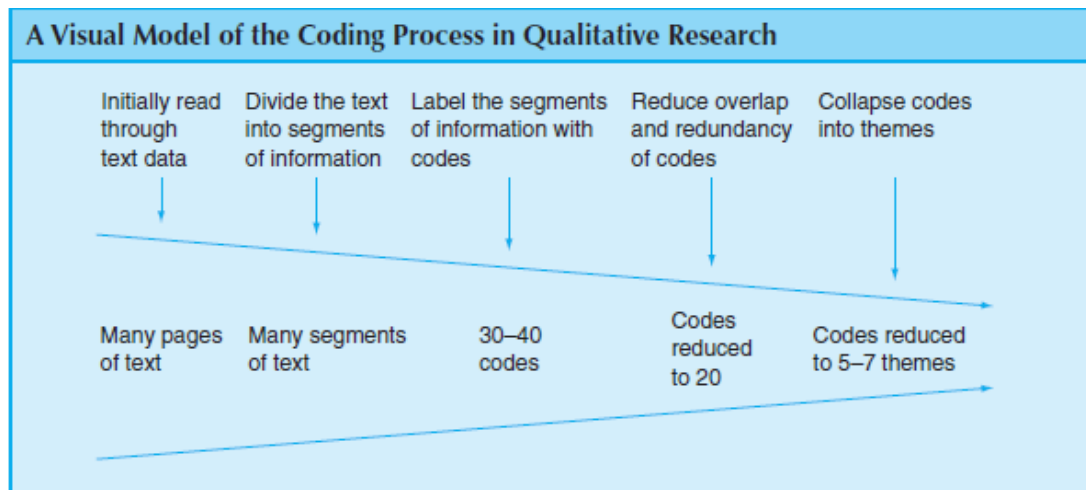 A Visual Model of the Coding Process in Qualitative Research
Initially read
through
text data
Divide the text
into segments
of information
Label the segments
of information with
codes
Reduce overlap
and redundancy
of codes
Collapse codes
into themes
Many pages
of text
Many segments
of text
30–40
codes
Codes
reduced
to 20
Codes reduced
to 5–7 themes